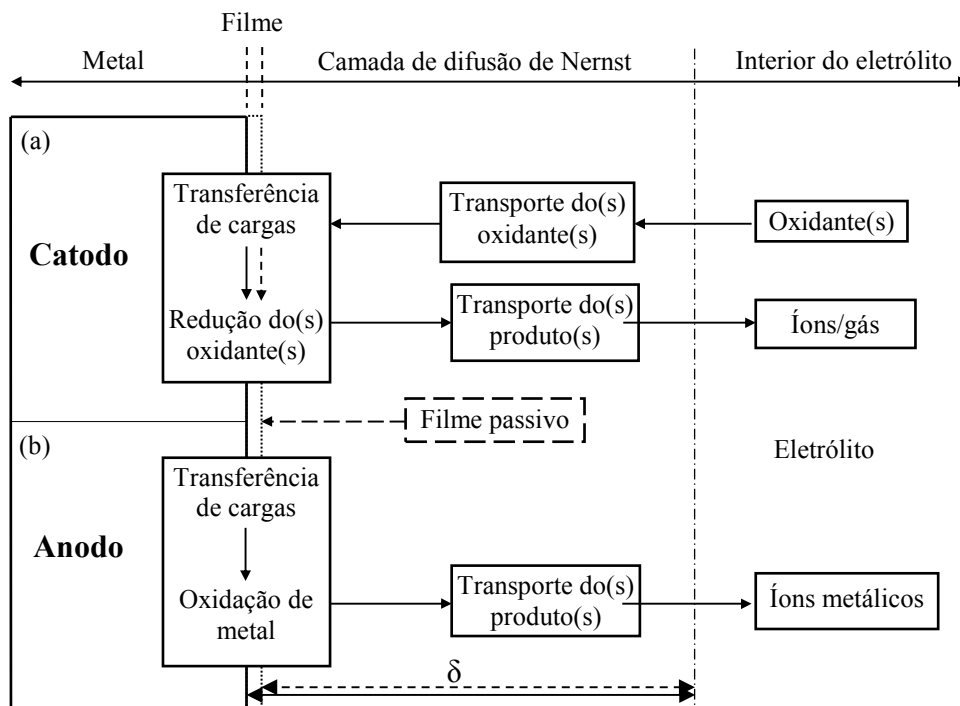 Filme
Metal
Camada de difusão de Nernst
Interior do eletrólito
(a)
Transferência
de cargas
Transporte do(s)
oxidante(s)
Oxidante(s)
Catodo
Redução do(s)
oxidante(s)
Transporte do(s)
produto(s)
Íons/gás
Filme passivo
(b)
Eletrólito
Transferência
de cargas
Anodo
Oxidação de
metal
Transporte do(s)
produto(s)
Íons metálicos
δ